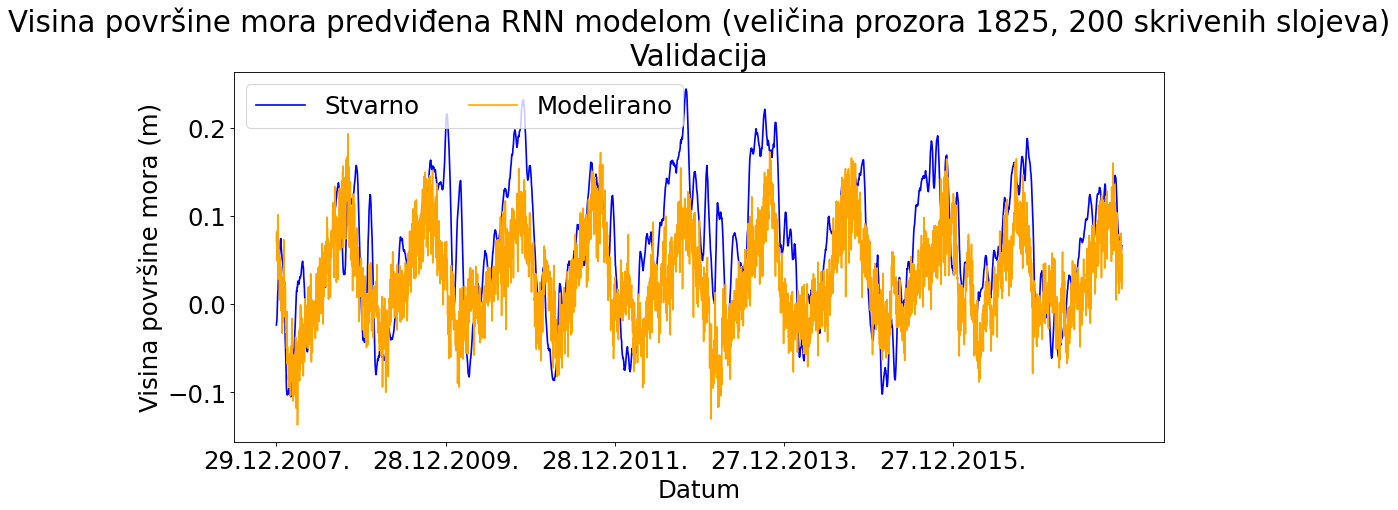 Visina površine mora predviđena RNN modelom (veličina prozora 1825, 200 skrivenih slojeva)
Validacija
Stvarno Modelirano
Visina površine mora (m)
0.2
0.1
0.0
−0.1
29.12.2007. 28.12.2009. 28.12.2011. 27.12.2013. 27.12.2015.
Datum